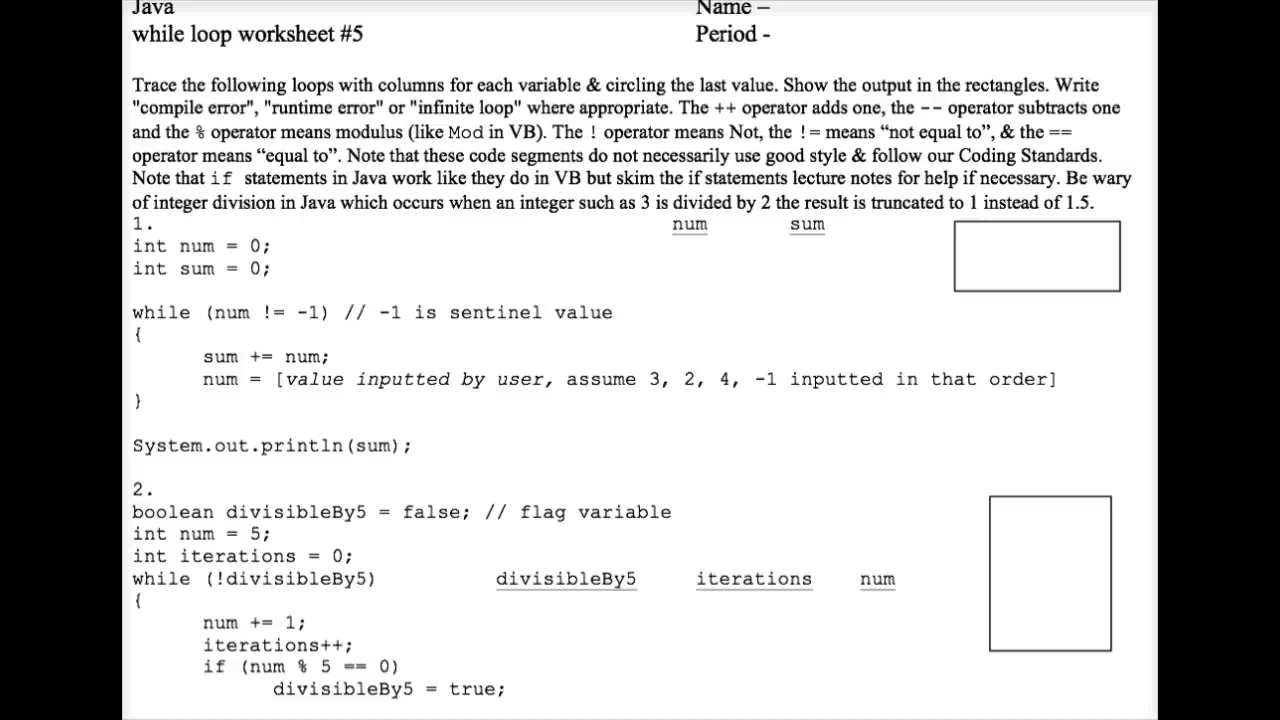 Java Name –
while loop worksheet #5 Period -
Trace the following loops with columns for each variable & circling the last value. Show the output in the rectangles. Write
"compile error", "runtime error" or "infinite loop" where appropriate. The ++ operator adds one, the -- operator subtracts one
and the % operator means modulus (like Mod in VB). The ! operator means Not, the != means “not equal to”, & the ==
operator means “equal to”. Note that these code segments do not necessarily use good style & follow our Coding Standards.
Note that if statements in Java work like they do in VB but skim the if statements lecture notes for help if necessary. Be wary
of integer division in Java which occurs when an integer such as 3 is divided by 2 the result is truncated to 1 instead of 1.5.
1. num sum
int num = 0;
int sum = 0;
while (num != -1) // -1 is sentinel value
{
sum += num;
num = [value inputted by user, assume 3, 2, 4, -1 inputted in that order]
}
System.out.println(sum);
2.
boolean divisibleBy5 = false; // flag variable
int num = 5;
int iterations = 0;
while (!divisibleBy5) divisibleBy5 iterations num
{
num += 1;
iterations++;
if (num % 5 == 0)
divisibleBy5 = true;